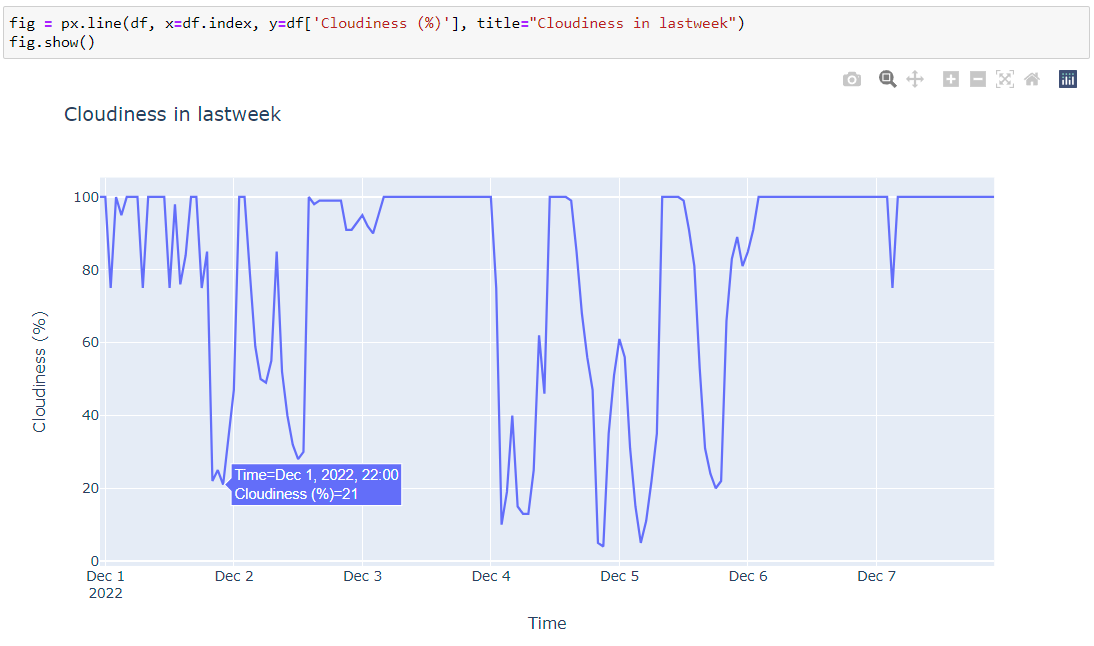 fig = px.line(df, x=df.index, y=df['Cloudiness (%)'], title="Cloudiness in lastweek")
fig.show()
Cloudiness in lastweek
100
80
60
40
20
0
Cloudiness (%)
Time=Dec 1, 2022, 22:00
Cloudiness (%)=21
Dec 1 Dec 2 Dec 3 Dec 4 Dec 5 Dec 6 Dec 7
2022
Time